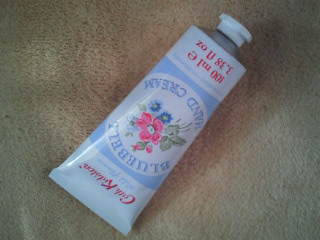 Cath Kidston
BLUEBELL
HAND CREAM
100 ml ℮
3.38 fl oz